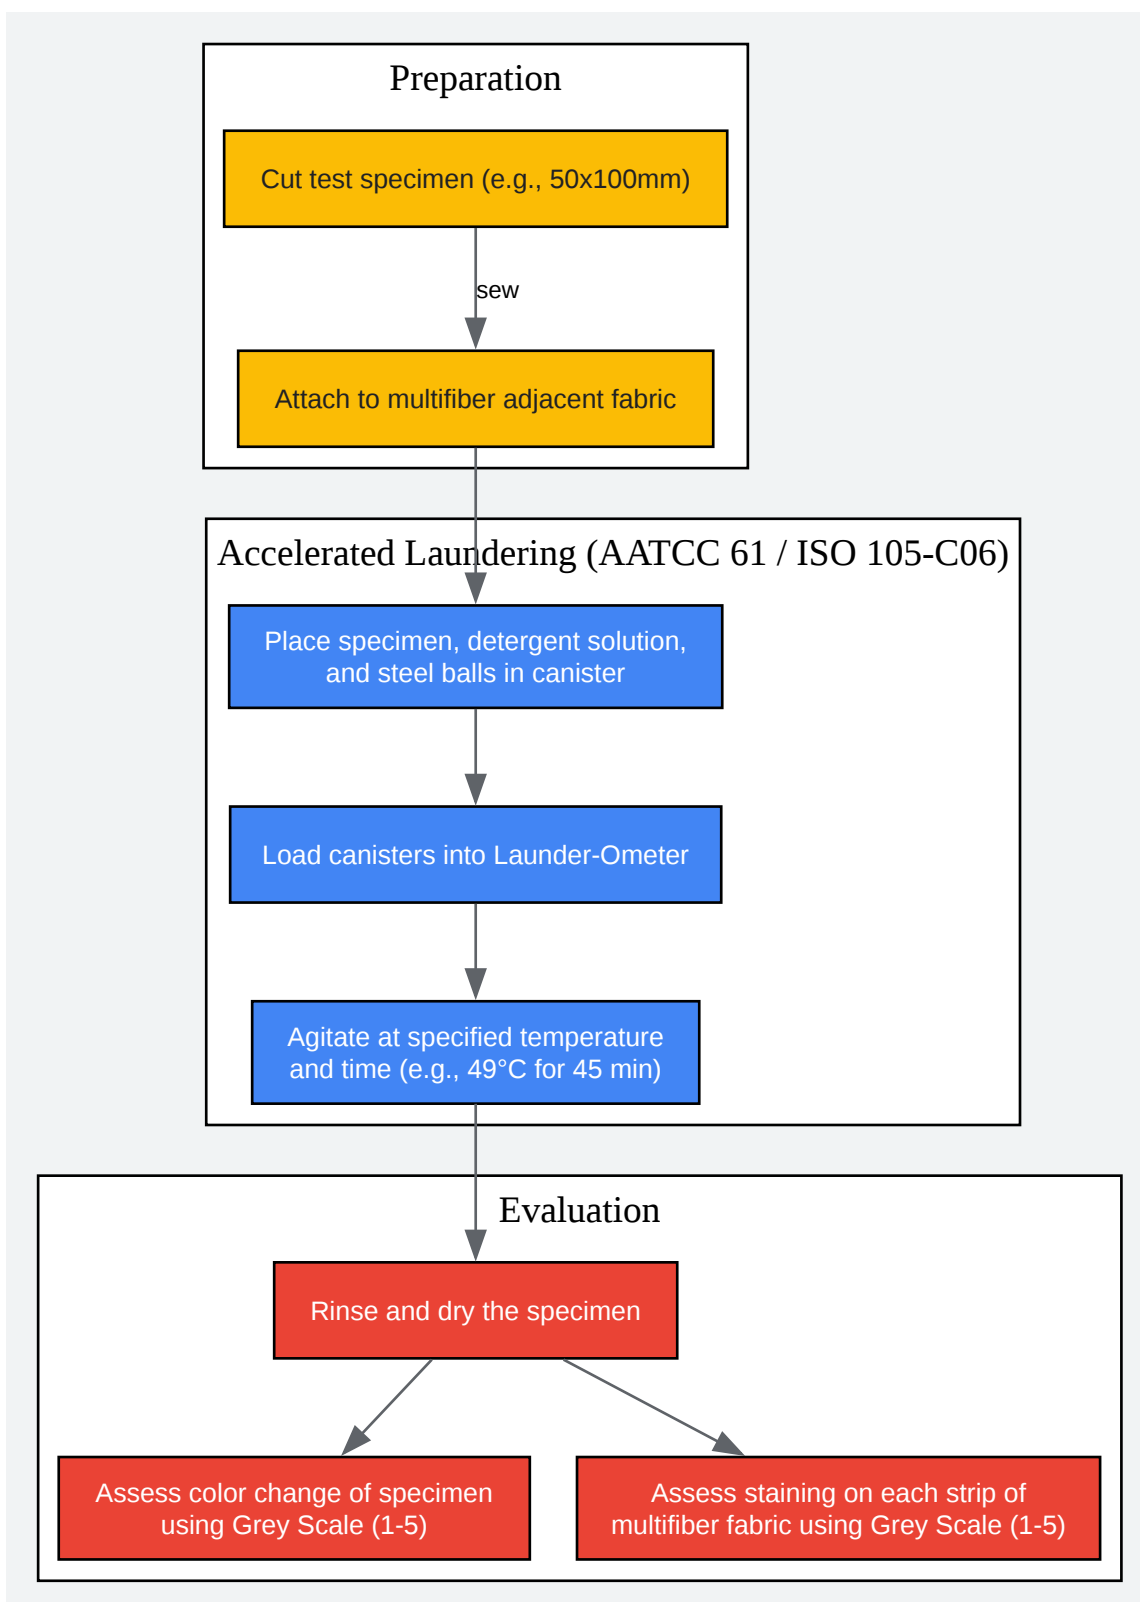 Preparation
Cut test specimen (e.g., 50x100mm)
sew
Attach to multifiber adjacent fabric
Accelerated Laundering (AATCC 61 / ISO 105-C06)
Place specimen, detergent solution,
and steel balls in canister
Load canisters into Launder-Ometer
Agitate at specified temperature
and time (e.g., 49°C for 45 min)
Evaluation
Rinse and dry the specimen
Assess color change of specimen
using Grey Scale (1-5)
Assess staining on each strip of
multifiber fabric using Grey Scale (1-5)